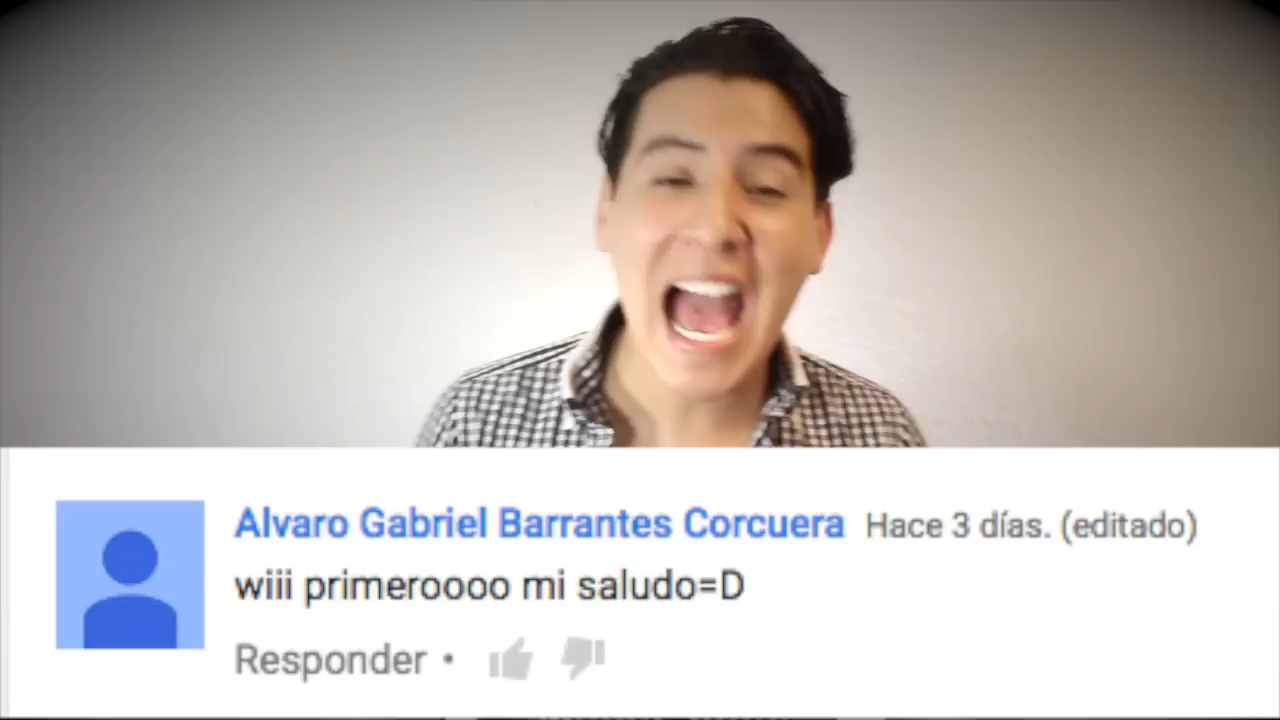 Alvaro Gabriel Barrantes Corcuera Hace 3 días. (editado)
wiii primeroooo mi saludo=D
Responder •